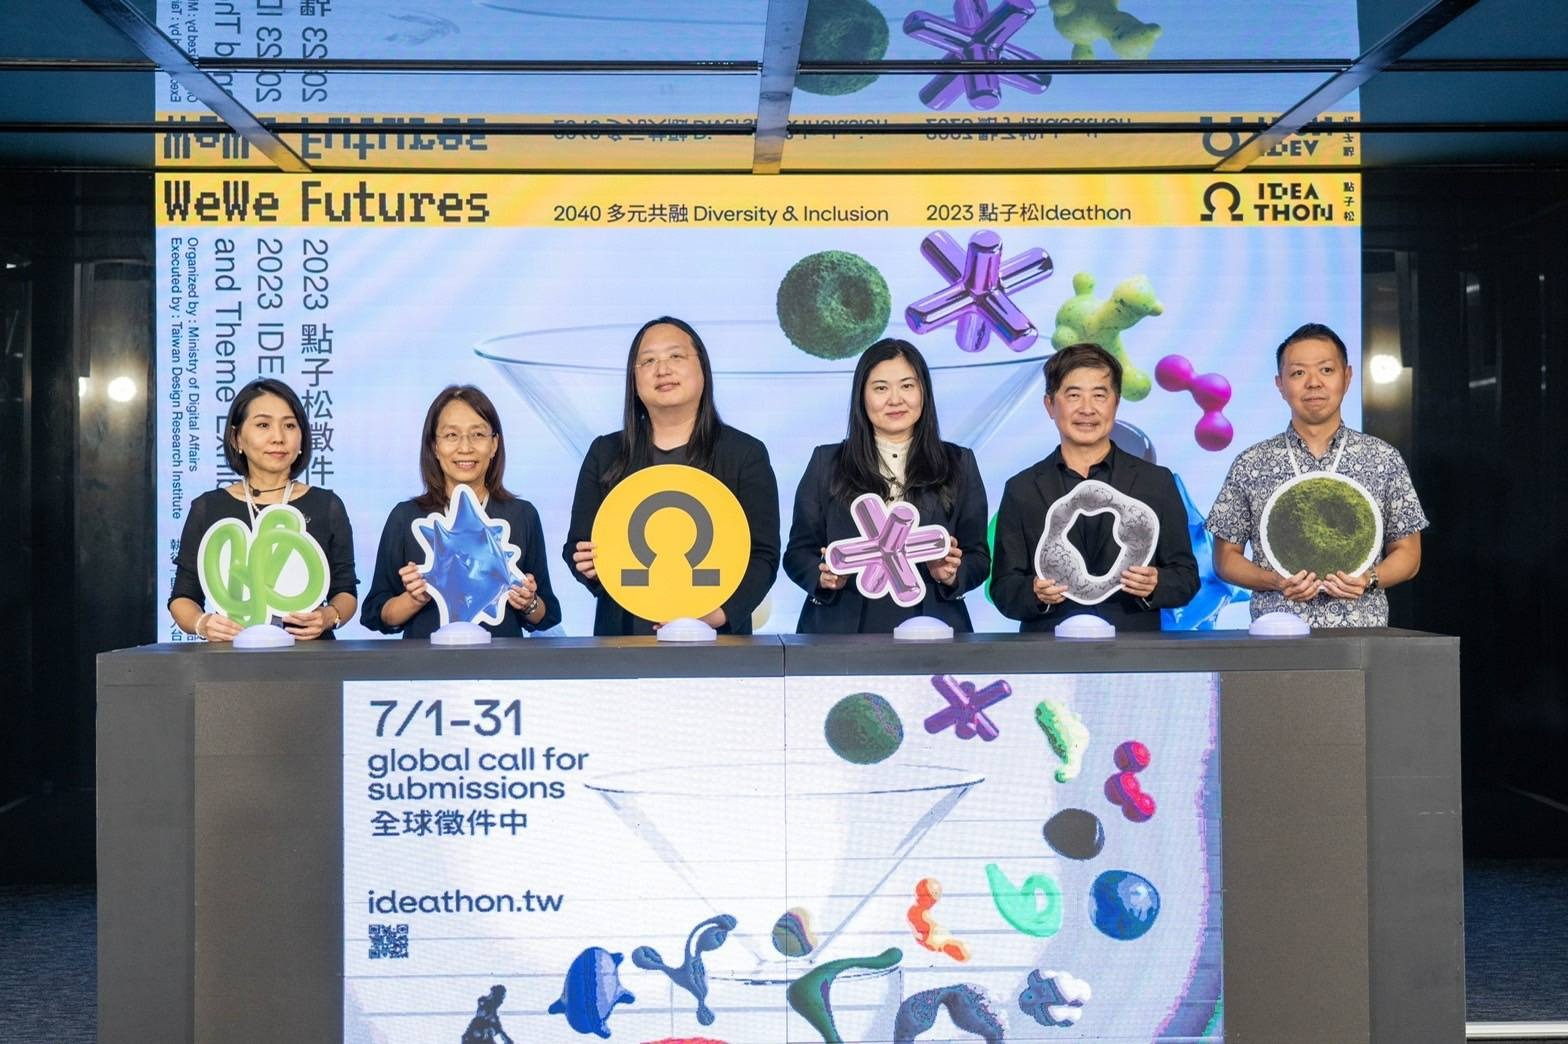 WeWe Futures
2040 多元共融 Diversity & Inclusion
2023 點子松Ideathon
IDEA
THON
點子松
2023 點子松徵件
2023 IDE
and Theme
Organized by : Ministry of Digital Affairs
Executed by : Taiwan Design Research Institute
7/1-31
global call for
submissions
全球徵件中
ideathon.tw